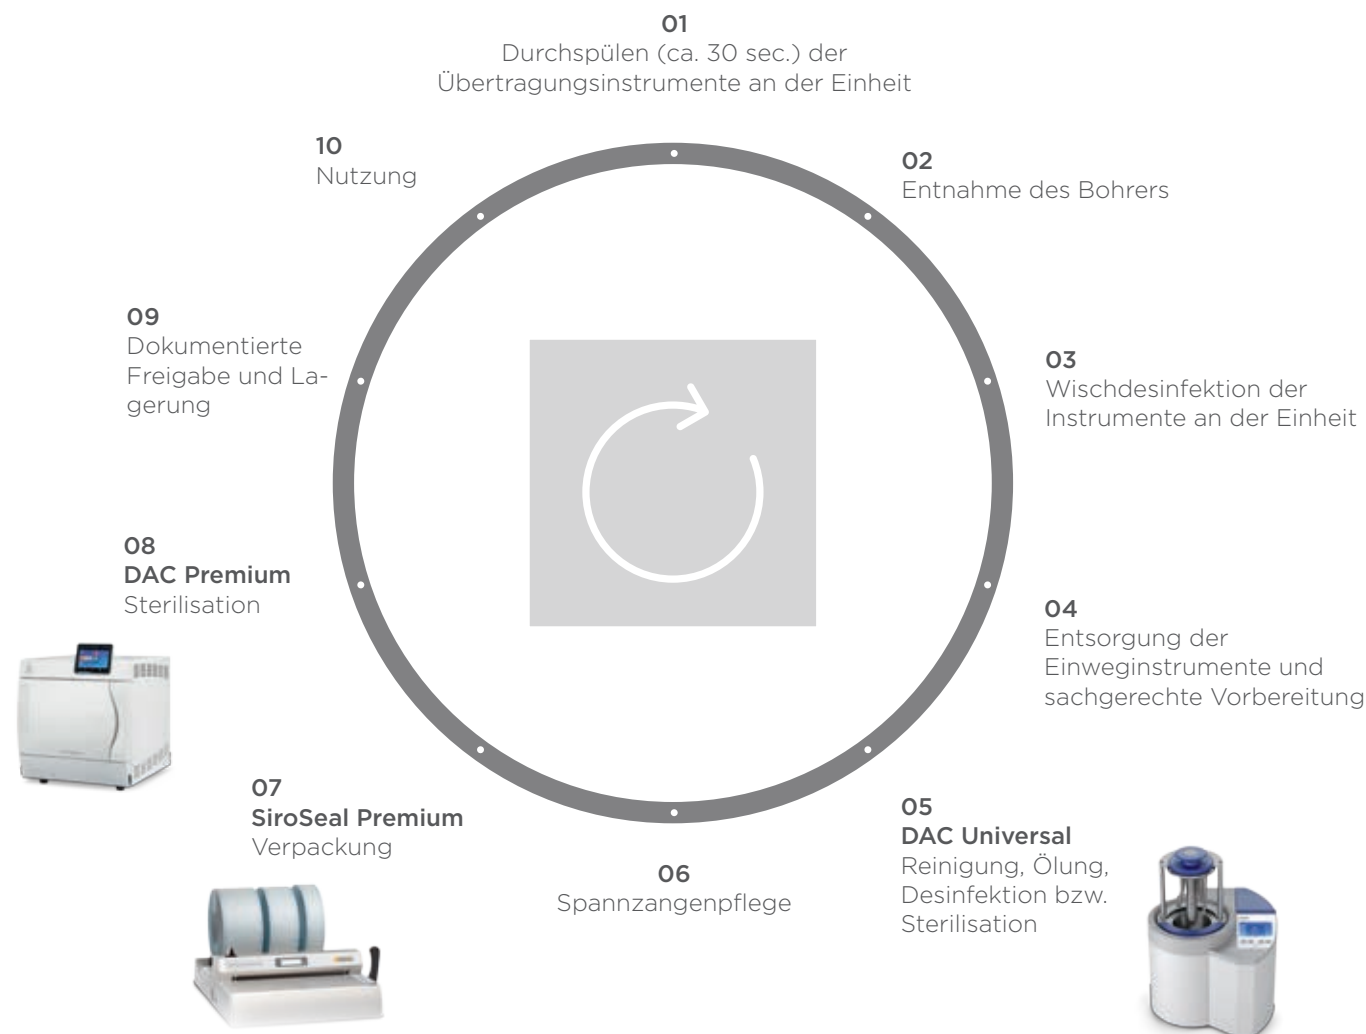 01
Durchspülen (ca. 30 sec.) der
Übertragungsinstrumente an der Einheit
02
Entnahme des Bohrers
03
Wischdesinfektion der
Instrumente an der Einheit
04
Entsorgung der
Einweginstrumente und
sachgerechte Vorbereitung
05
DAC Universal
Reinigung, Ölung,
Desinfektion bzw.
Sterilisation
06
Spannzangenpflege
07
SiroSeal Premium
Verpackung
08
DAC Premium
Sterilisation
09
Dokumentierte
Freigabe und La-
gerung
10
Nutzung